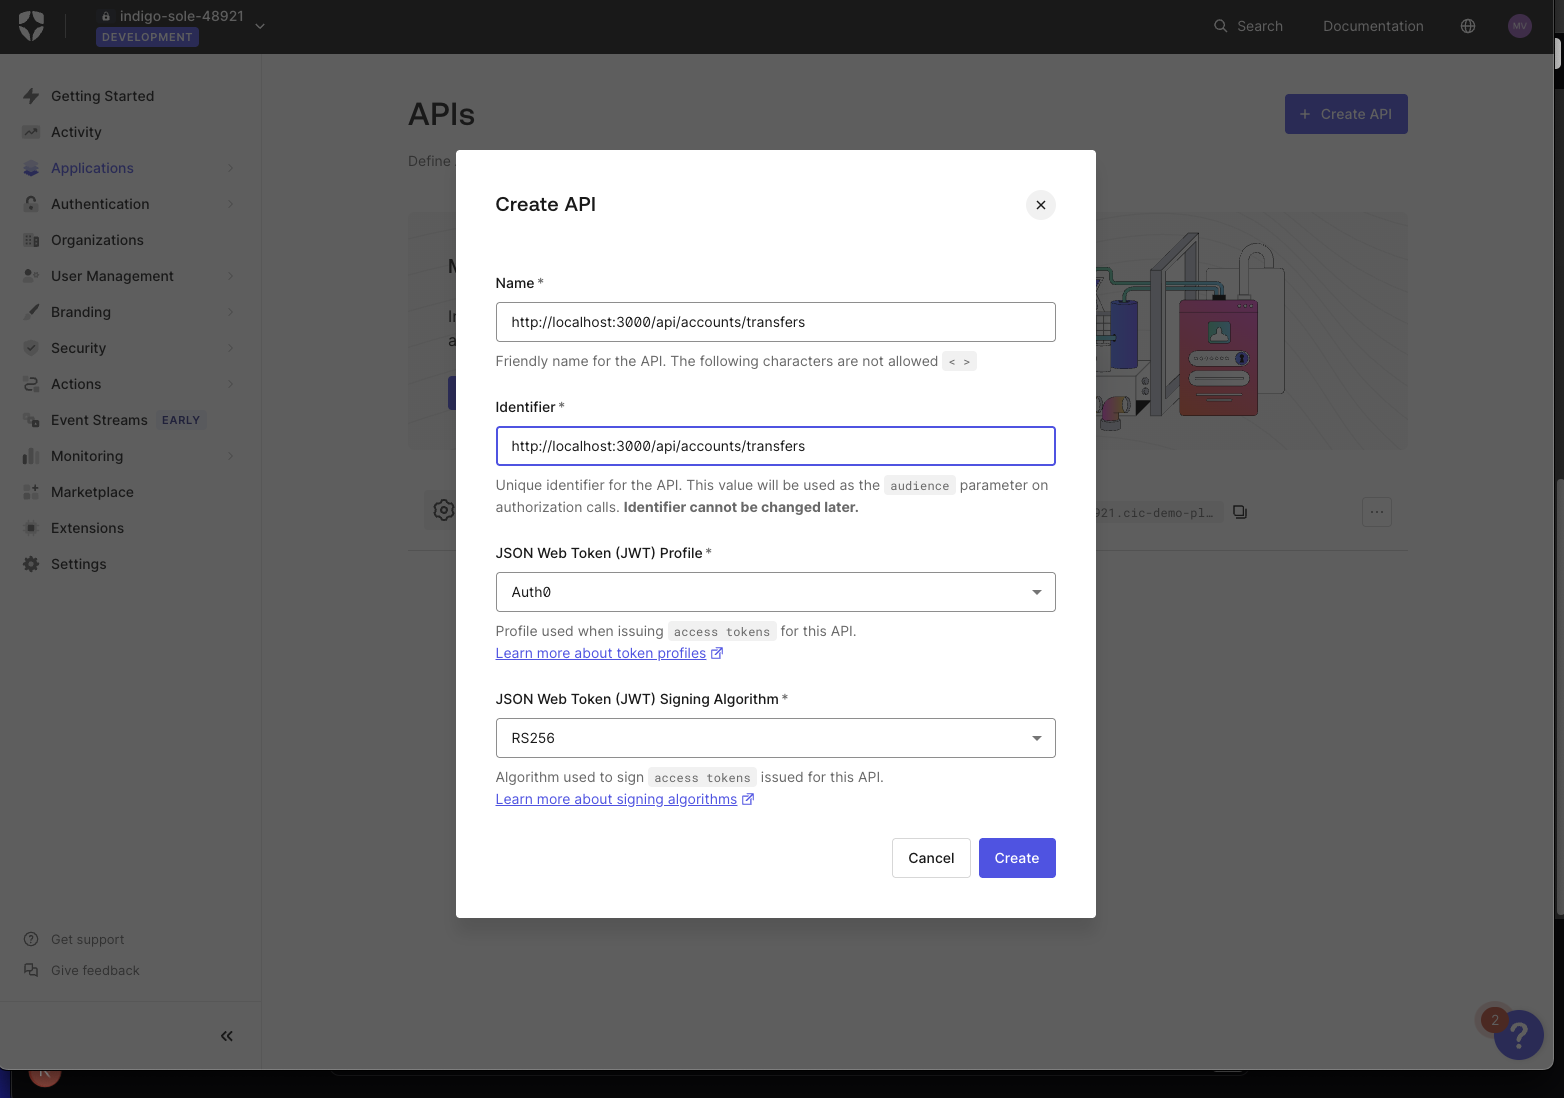 indigo-sole-48921
DEVELOPMENT
Search
Documentation
MV
Getting Started
Activity
Applications
Authentication
Organizations
User Management
Branding
Security
Actions
Event Streams EARLY
Monitoring
Marketplace
Extensions
Settings
Get support
Give feedback
APIs
+ Create API
Define
Create API
Name *
http://localhost:3000/api/accounts/transfers
Friendly name for the API. The following characters are not allowed < >
Identifier *
http://localhost:3000/api/accounts/transfers
Unique identifier for the API. This value will be used as the audience parameter on
authorization calls. Identifier cannot be changed later.
JSON Web Token (JWT) Profile *
Auth0
Profile used when issuing access tokens for this API.
Learn more about token profiles
JSON Web Token (JWT) Signing Algorithm *
RS256
Algorithm used to sign access tokens issued for this API.
Learn more about signing algorithms
Cancel
Create
921.cic-demo-pl...
2
?